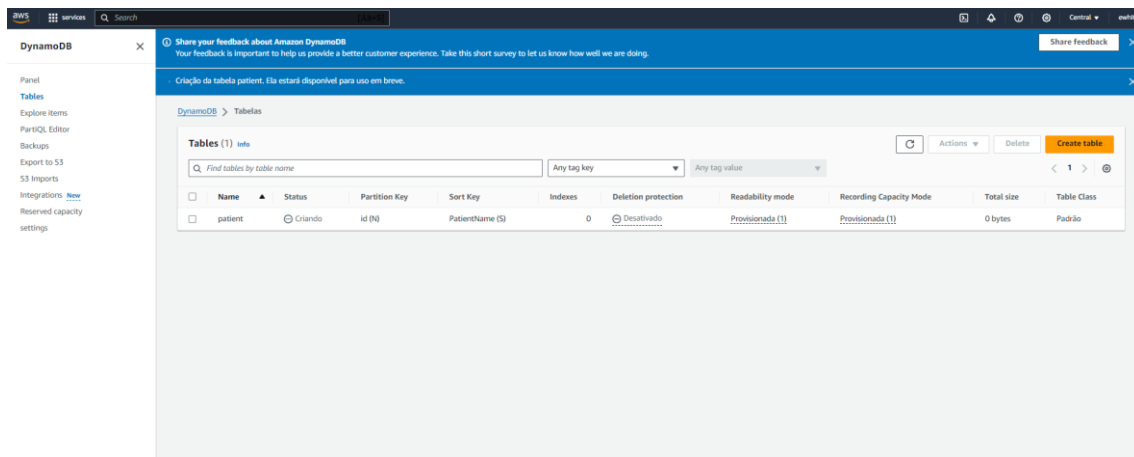 aws services Search [Alt+S] Central
DynamoDB
Share your feedback about Amazon DynamoDB
Your feedback is important to help us provide a better customer experience. Take this short survey to let us know how well we are doing.
Share feedback
Criação da tabela patient. Ela estará disponível para uso em breve.
Panel
Tables
Explore items
PartiQL Editor
Backups
Export to S3
S3 Imports
Integrations New
Reserved capacity
settings
DynamoDB > Tabelas
Tables (1) Info
Actions Delete Create table
Find tables by table name Any tag key Any tag value 1
Name Status Partition Key Sort Key Indexes Deletion protection Readability mode Recording Capacity Mode Total size Table Class
patient Criando id (N) PatientName (S) 0 Desativado Provisionada (1) Provisionada (1) 0 bytes Padrão